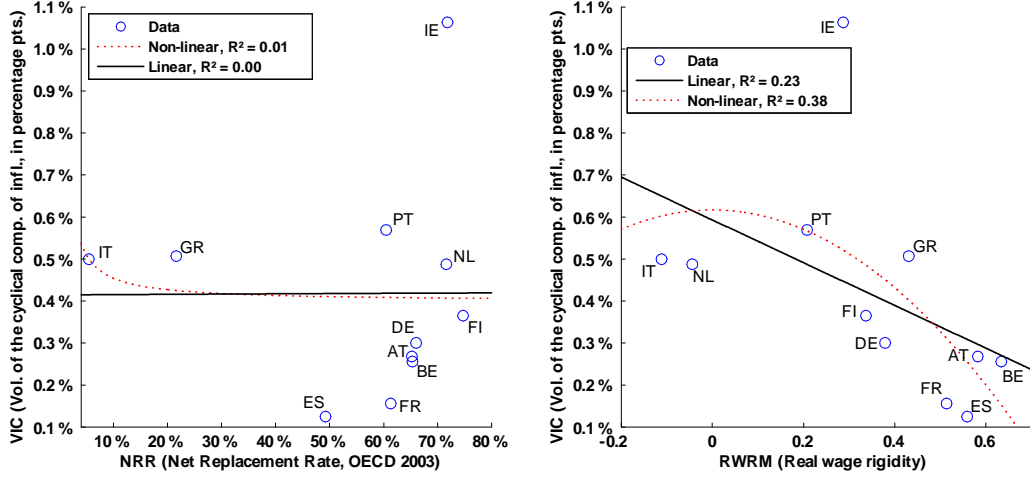 1.1 %
1.0 %
0.9 %
0.8 %
0.7 %
0.6 %
0.5 %
0.4 %
0.3 %
0.2 %
0.1 %
VIC (Vol. of the cyclical comp. of infl., in percentage pts.)
Data
Non-linear, R² = 0.01
Linear, R² = 0.00
IE
PT
IT
GR
NL
FI
DE
AT
BE
ES
FR
10 % 20 % 30 % 40 % 50 % 60 % 70 % 80 %
NRR (Net Replacement Rate, OECD 2003)
1.1 %
1.0 %
0.9 %
0.8 %
0.7 %
0.6 %
0.5 %
0.4 %
0.3 %
0.2 %
0.1 %
VIC (Vol. of the cyclical comp. of infl., in percentage pts.)
IE
Data
Linear, R² = 0.23
Non-linear, R² = 0.38
PT
GR
IT
NL
FI
DE
AT
BE
FR
ES
-0.2 0 0.2 0.4 0.6
RWRM (Real wage rigidity)